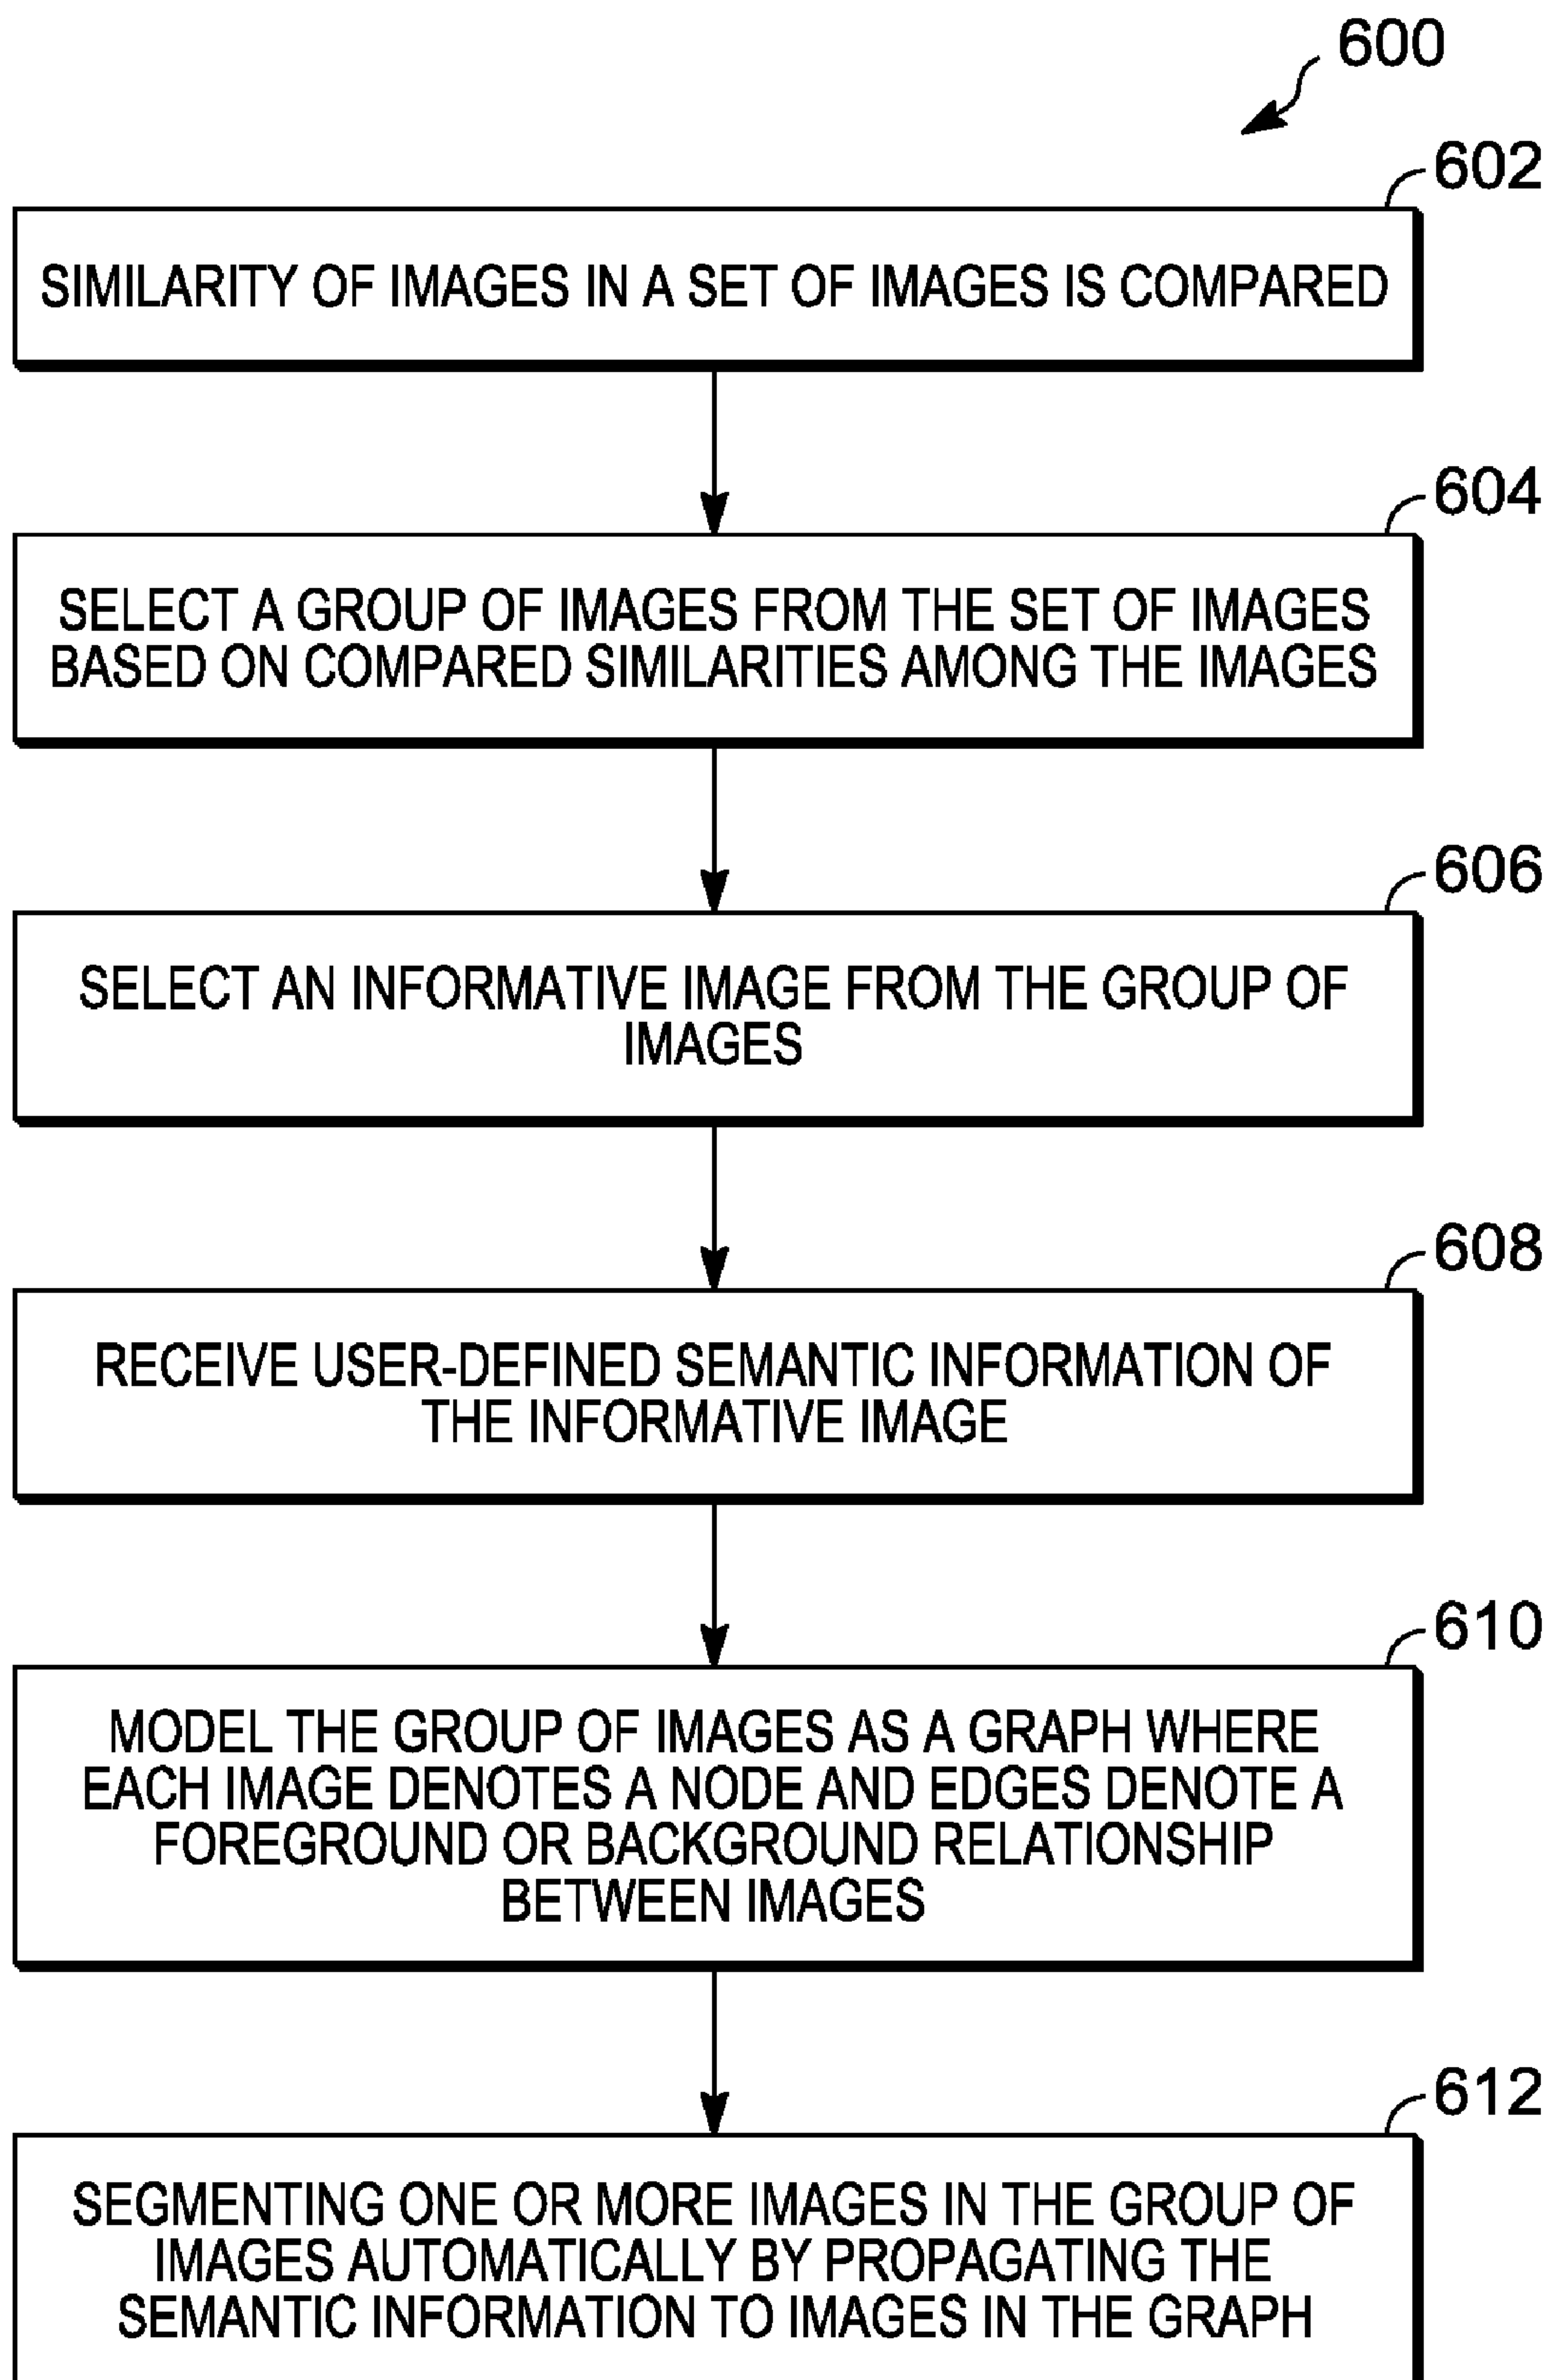 600
602
SIMILARITY OF IMAGES IN A SET OF IMAGES IS COMPARED
604
SELECT A GROUP OF IMAGES FROM THE SET OF IMAGES
BASED ON COMPARED SIMILARITIES AMONG THE IMAGES
606
SELECT AN INFORMATIVE IMAGE FROM THE GROUP OF
IMAGES
608
RECEIVE USER-DEFINED SEMANTIC INFORMATION OF
THE INFORMATIVE IMAGE
610
MODEL THE GROUP OF IMAGES AS A GRAPH WHERE
EACH IMAGE DENOTES A NODE AND EDGES DENOTE A
FOREGROUND OR BACKGROUND RELATIONSHIP
BETWEEN IMAGES
612
SEGMENTING ONE OR MORE IMAGES IN THE GROUP OF
IMAGES AUTOMATICALLY BY PROPAGATING THE
SEMANTIC INFORMATION TO IMAGES IN THE GRAPH